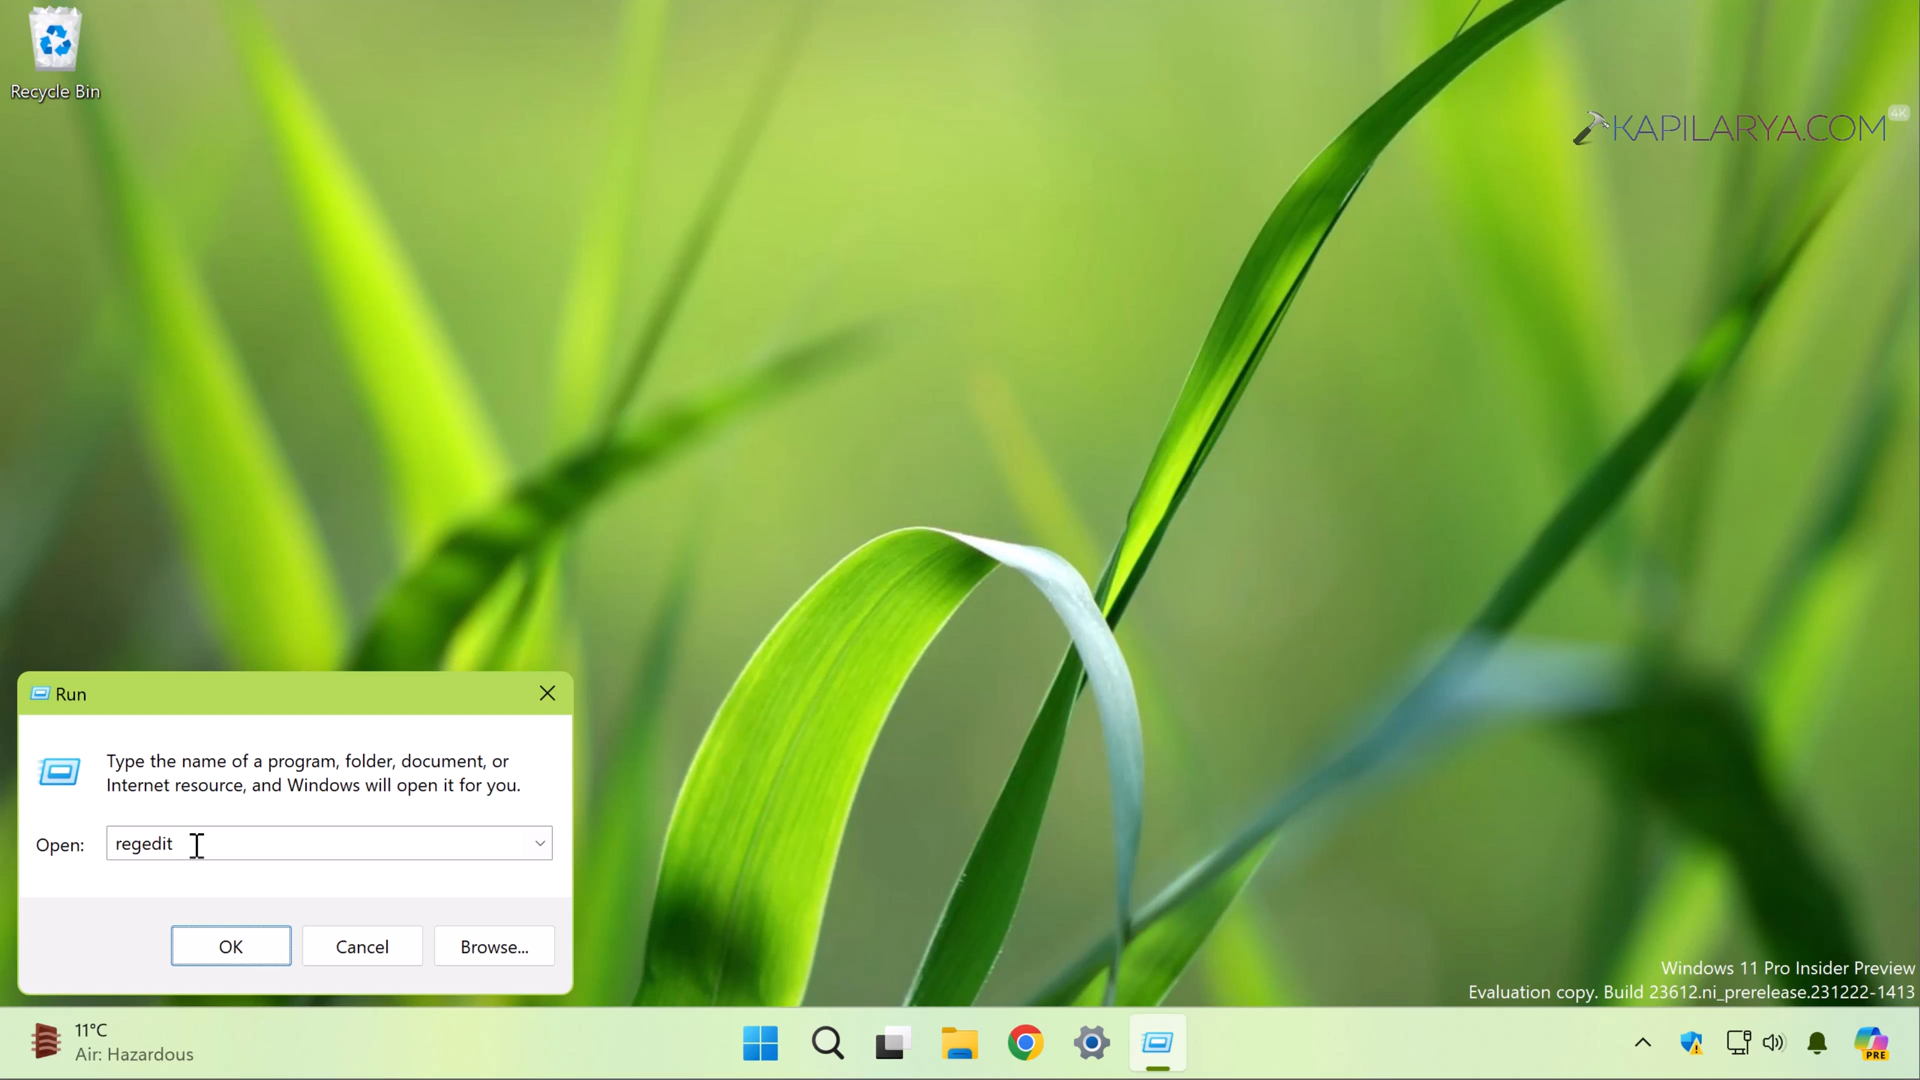 Recycle Bin
KAPILARYA.COM
4K
Run
Type the name of a program, folder, document, or
Internet resource, and Windows will open it for you.
Open:
regedit
OK
Cancel
Browse...
Windows 11 Pro Insider Preview
Evaluation copy. Build 23612.ni_prerelease.231222-1413
11°C
Air: Hazardous
PRE